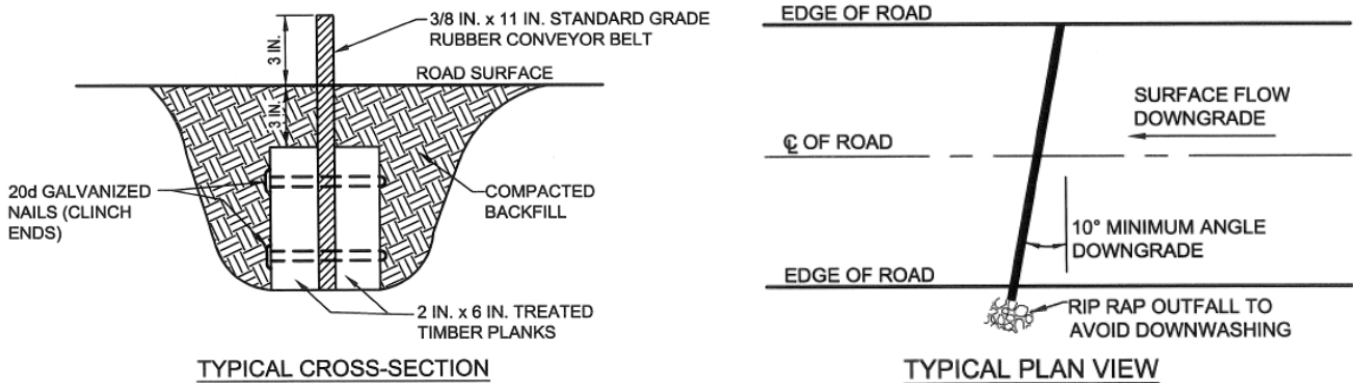 3/8 IN. x 11 IN. STANDARD GRADE
RUBBER CONVEYOR BELT
3 IN.
ROAD SURFACE
3 IN.
20d GALVANIZED
NAILS (CLINCH
ENDS)
COMPACTED
BACKFILL
2 IN. x 6 IN. TREATED
TIMBER PLANKS
TYPICAL CROSS-SECTION
EDGE OF ROAD
SURFACE FLOW
DOWNGRADE
℄ OF ROAD
10° MINIMUM ANGLE
DOWNGRADE
EDGE OF ROAD
RIP RAP OUTFALL TO
AVOID DOWNWASHING
TYPICAL PLAN VIEW